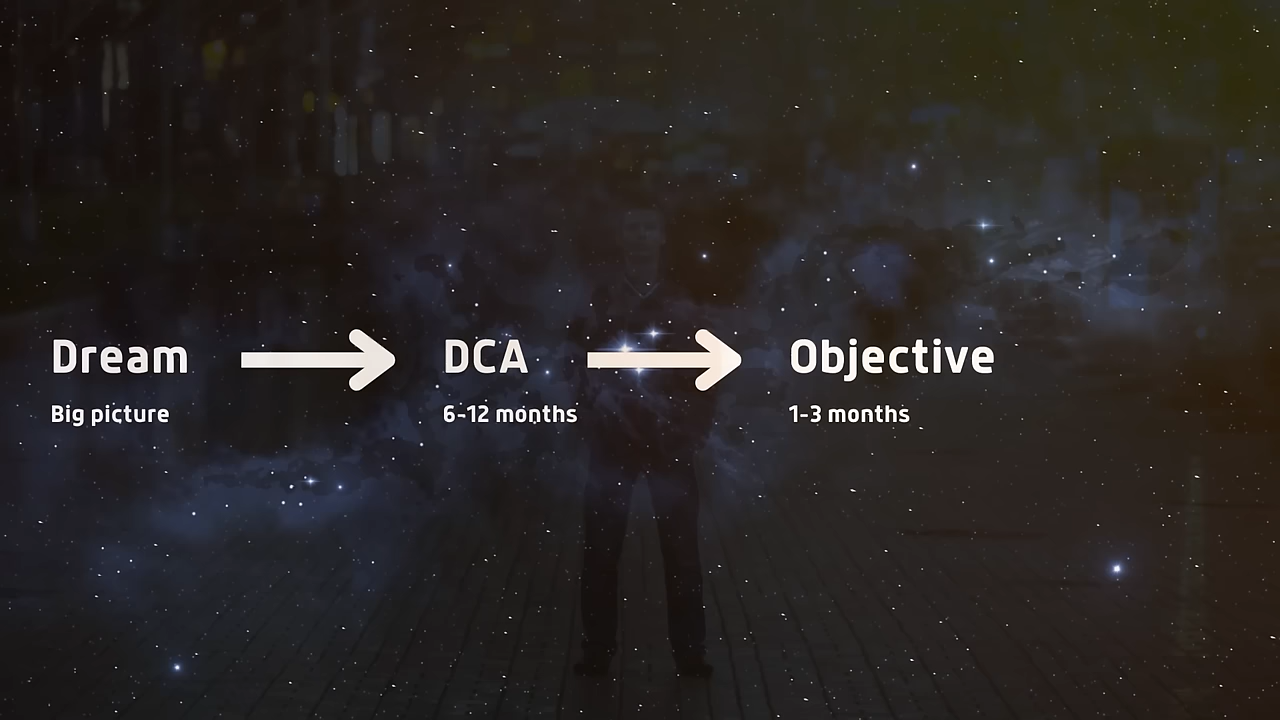 Dream
DCA
Objective
Big picture
6-12 months
1-3 months